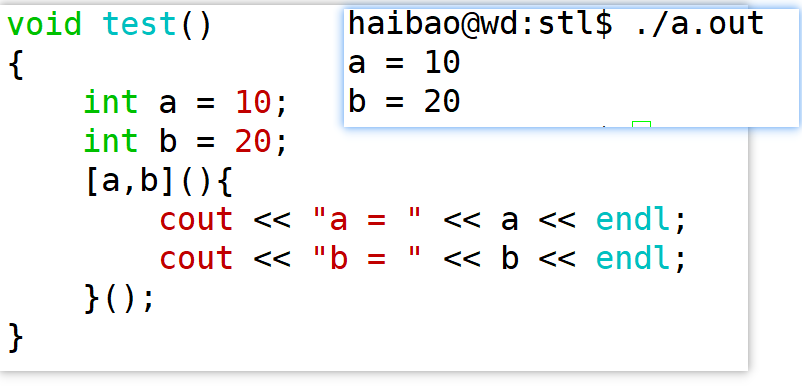 void test()
{
    int a = 10;
    int b = 20;
    [a,b](){
        cout << "a = " << a << endl;
        cout << "b = " << b << endl;
    }();
}
haibao@wd:stl$ ./a.out
a = 10
b = 20